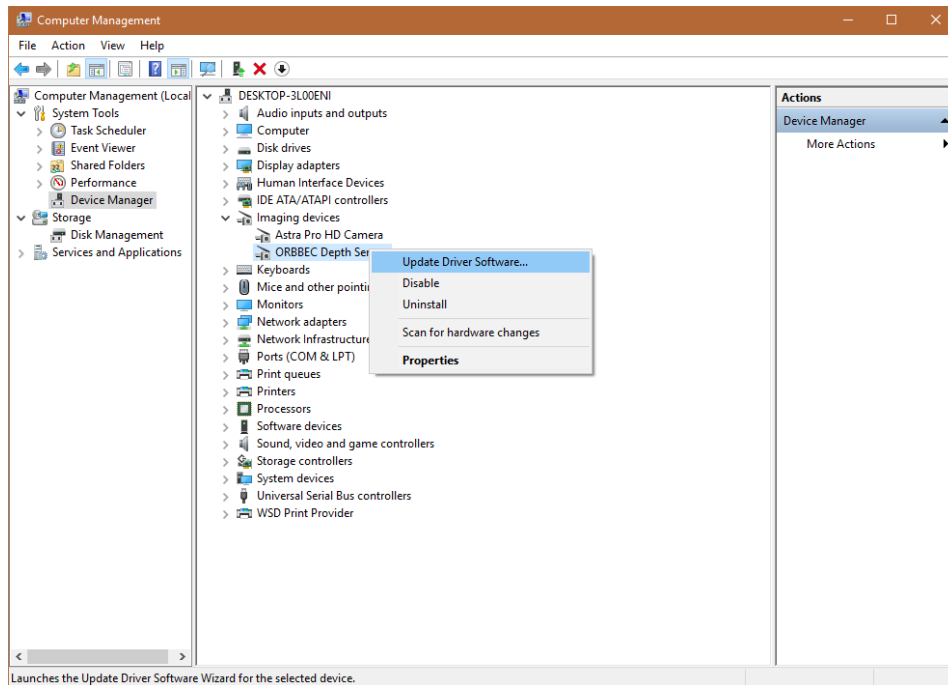 Computer Management
File Action View Help
Computer Management (Local
System Tools
Task Scheduler
Event Viewer
Shared Folders
Performance
Device Manager
Storage
Disk Management
Services and Applications
DESKTOP-3L00ENI
Audio inputs and outputs
Computer
Disk drives
Display adapters
Human Interface Devices
IDE ATA/ATAPI controllers
Imaging devices
Astra Pro HD Camera
ORBBEC Depth Ser
Keyboards
Mice and other pointi
Monitors
Network adapters
Network Infrastructure
Ports (COM & LPT)
Print queues
Printers
Processors
Software devices
Sound, video and game controllers
Storage controllers
System devices
Universal Serial Bus controllers
WSD Print Provider
Update Driver Software...
Disable
Uninstall
Scan for hardware changes
Properties
Actions
Device Manager
More Actions
Launches the Update Driver Software Wizard for the selected device.